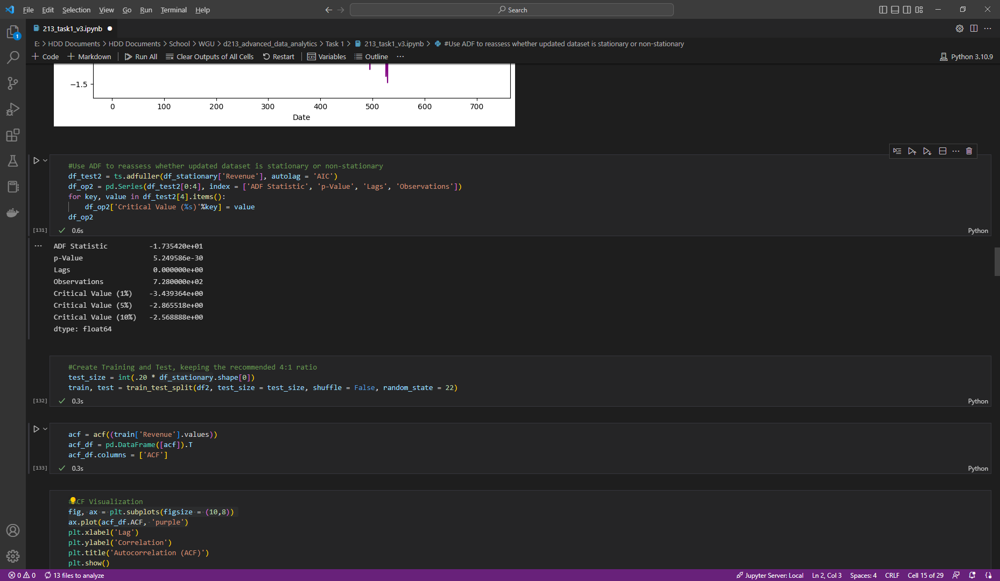 File Edit Selection View Go Run Terminal Help
Search
213_task1_v3.ipynb
1
E: > HDD Documents > HDD Documents > School > WGU > d213_advanced_data_analytics > Task 1 > 213_task1_v3.ipynb > #Use ADF to reassess whether updated dataset is stationary or non-stationary
+ Code + Markdown | Run All Clear Outputs of All Cells Restart | Variables Outline ...
Python 3.10.9
−1.5
0 100 200 300 400 500 600 700
Date
#Use ADF to reassess whether updated dataset is stationary or non-stationary
df_test2 = ts.adfuller(df_stationary['Revenue'], autolag = 'AIC')
df_op2 = pd.Series(df_test2[0:4], index = ['ADF Statistic', 'p-Value', 'Lags', 'Observations'])
for key, value in df_test2[4].items():
df_op2['Critical Value (%s)'%key] = value
df_op2
[131] 0.6s
Python
... ADF Statistic -1.735420e+01
p-Value 5.249586e-30
Lags 0.000000e+00
Observations 7.280000e+02
Critical Value (1%) -3.439364e+00
Critical Value (5%) -2.865518e+00
Critical Value (10%) -2.568888e+00
dtype: float64
#Create Training and Test, keeping the recommended 4:1 ratio
test_size = int(.20 * df_stationary.shape[0])
train, test = train_test_split(df2, test_size = test_size, shuffle = False, random_state = 22)
[132] 0.3s
Python
acf = acf((train['Revenue'].values))
acf_df = pd.DataFrame([acf]).T
acf_df.columns = ['ACF']
[133] 0.3s
Python
#ACF Visualization
fig, ax = plt.subplots(figsize = (10,8))
ax.plot(acf_df.ACF, 'purple')
plt.xlabel('Lag')
plt.ylabel('Correlation')
plt.title('Autocorrelation (ACF)')
plt.show()
0 0 13 files to analyze
Jupyter Server: Local Ln 2, Col 3 Spaces: 4 CRLF Cell 15 of 29